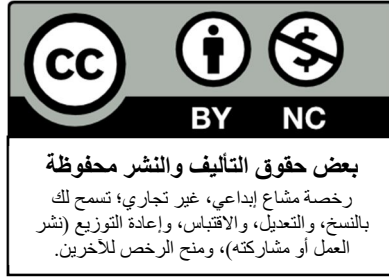 cc
BY NC
بعض حقوق التأليف والنشر محفوظة
رخصة مشاع إبداعي، غير تجاري؛ تسمح لك
بالنسخ، والتعديل، والاقتباس، وإعادة التوزيع (نشر
العمل أو مشاركته)، ومنح الرخص للآخرين.